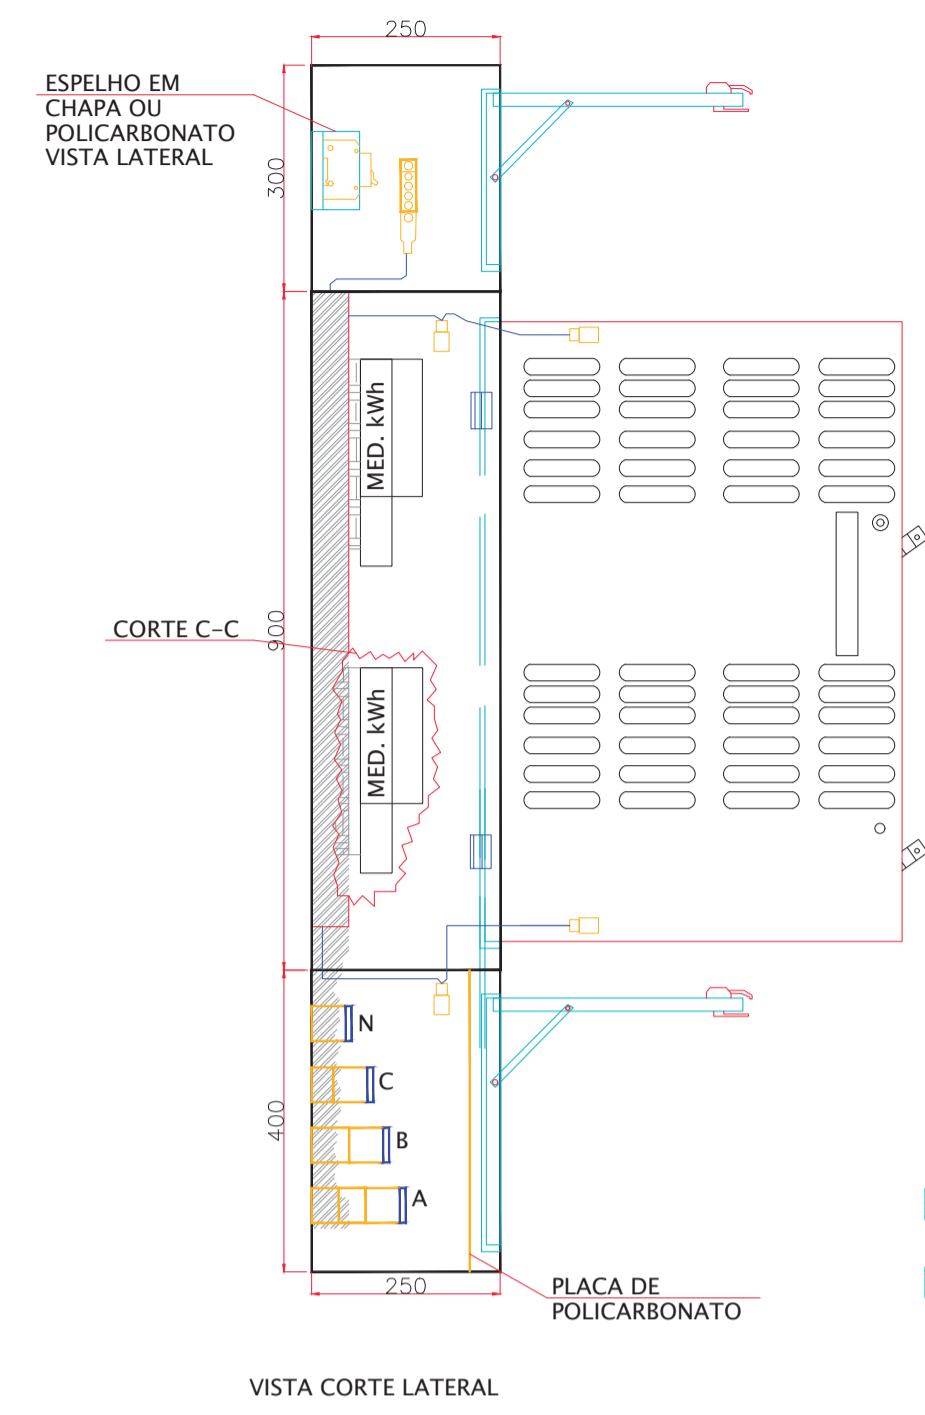 250
ESPELHO EM
CHAPA OU
POLICARBONATO
VISTA LATERAL
300
MED. kWh
900
CORTE C-C
MED. kWh
N
C
400
B
A
250
PLACA DE
POLICARBONATO
VISTA CORTE LATERAL